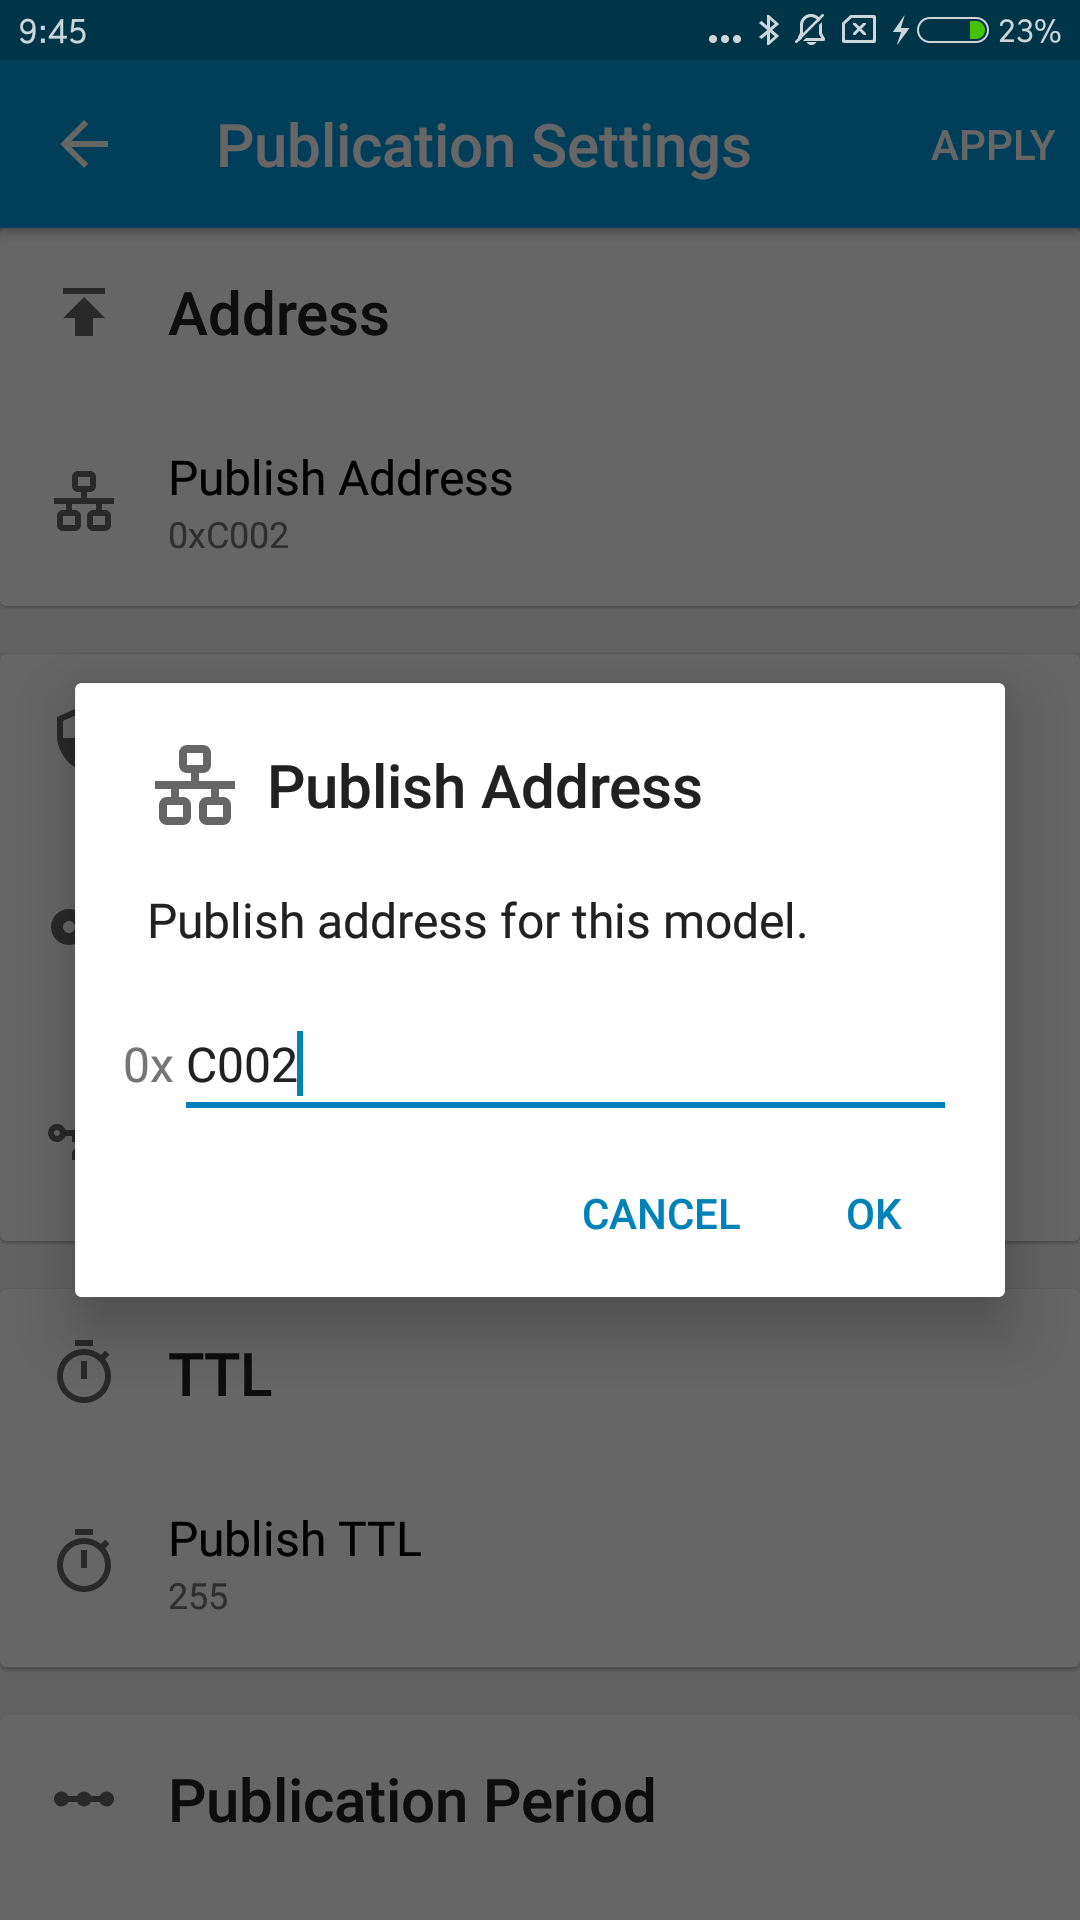 9:45 23%
Publication Settings APPLY
Address
Publish Address
0xC002
Publish Address
Publish address for this model.
0x C002
CANCEL OK
TTL
Publish TTL
255
Publication Period